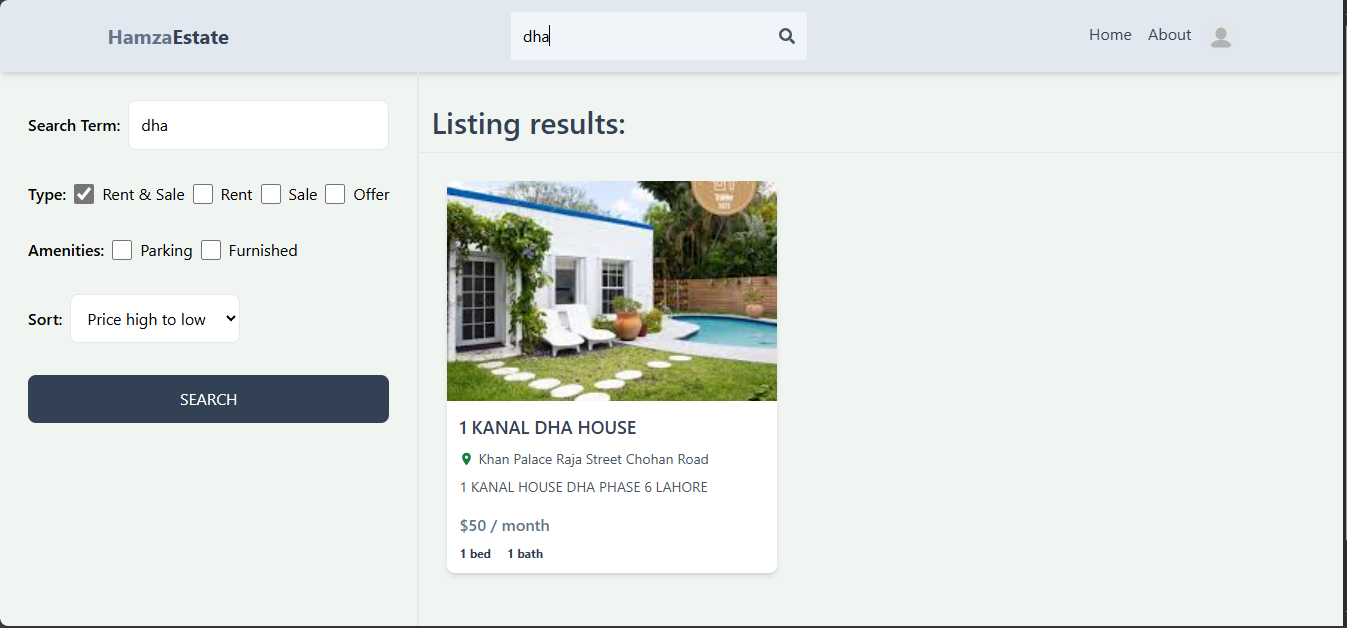 HamzaEstate
dha
Home About
Search Term: dha
Type: Rent & Sale Rent Sale Offer
Amenities: Parking Furnished
Sort: Price high to low
SEARCH
Listing results:
1 KANAL DHA HOUSE
Khan Palace Raja Street Chohan Road
1 KANAL HOUSE DHA PHASE 6 LAHORE
$50 / month
1 bed 1 bath